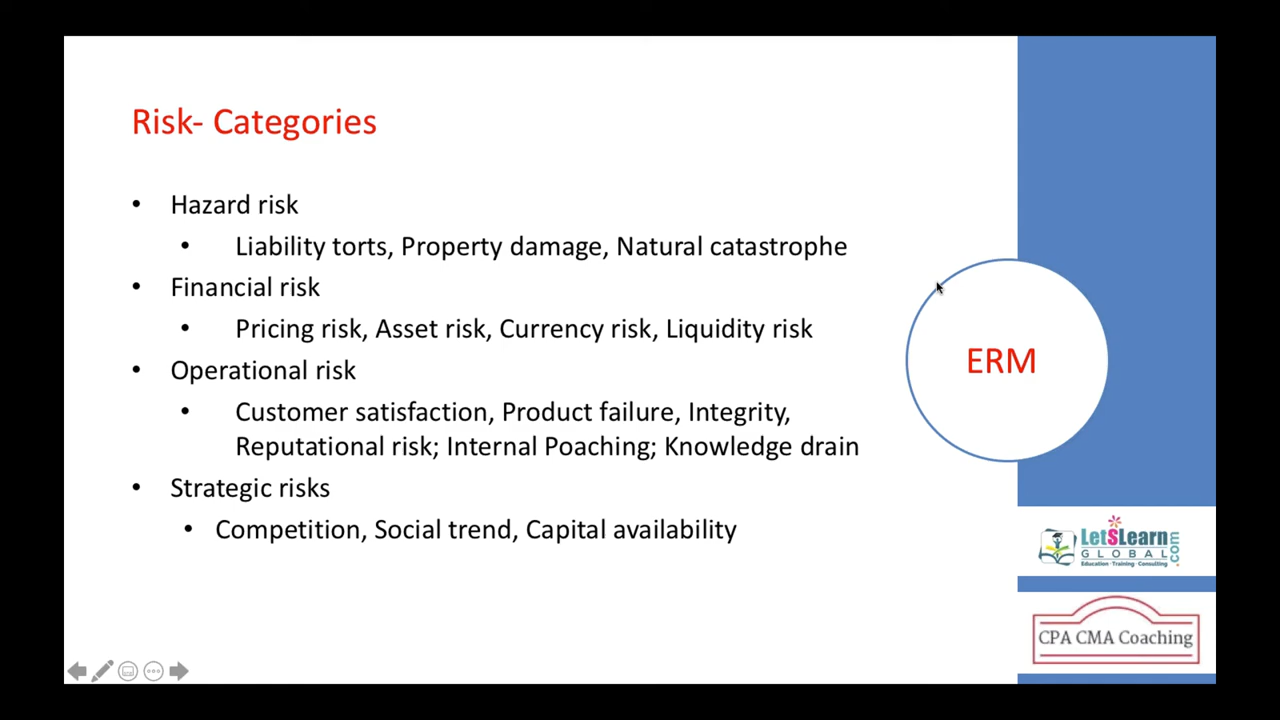 Risk- Categories
• Hazard risk
• Liability torts, Property damage, Natural catastrophe
• Financial risk
• Pricing risk, Asset risk, Currency risk, Liquidity risk
• Operational risk
• Customer satisfaction, Product failure, Integrity,
Reputational risk; Internal Poaching; Knowledge drain
• Strategic risks
• Competition, Social trend, Capital availability
ERM
LetSLearn
GLOBAL.com
Education · Training · Consulting
CPA CMA Coaching